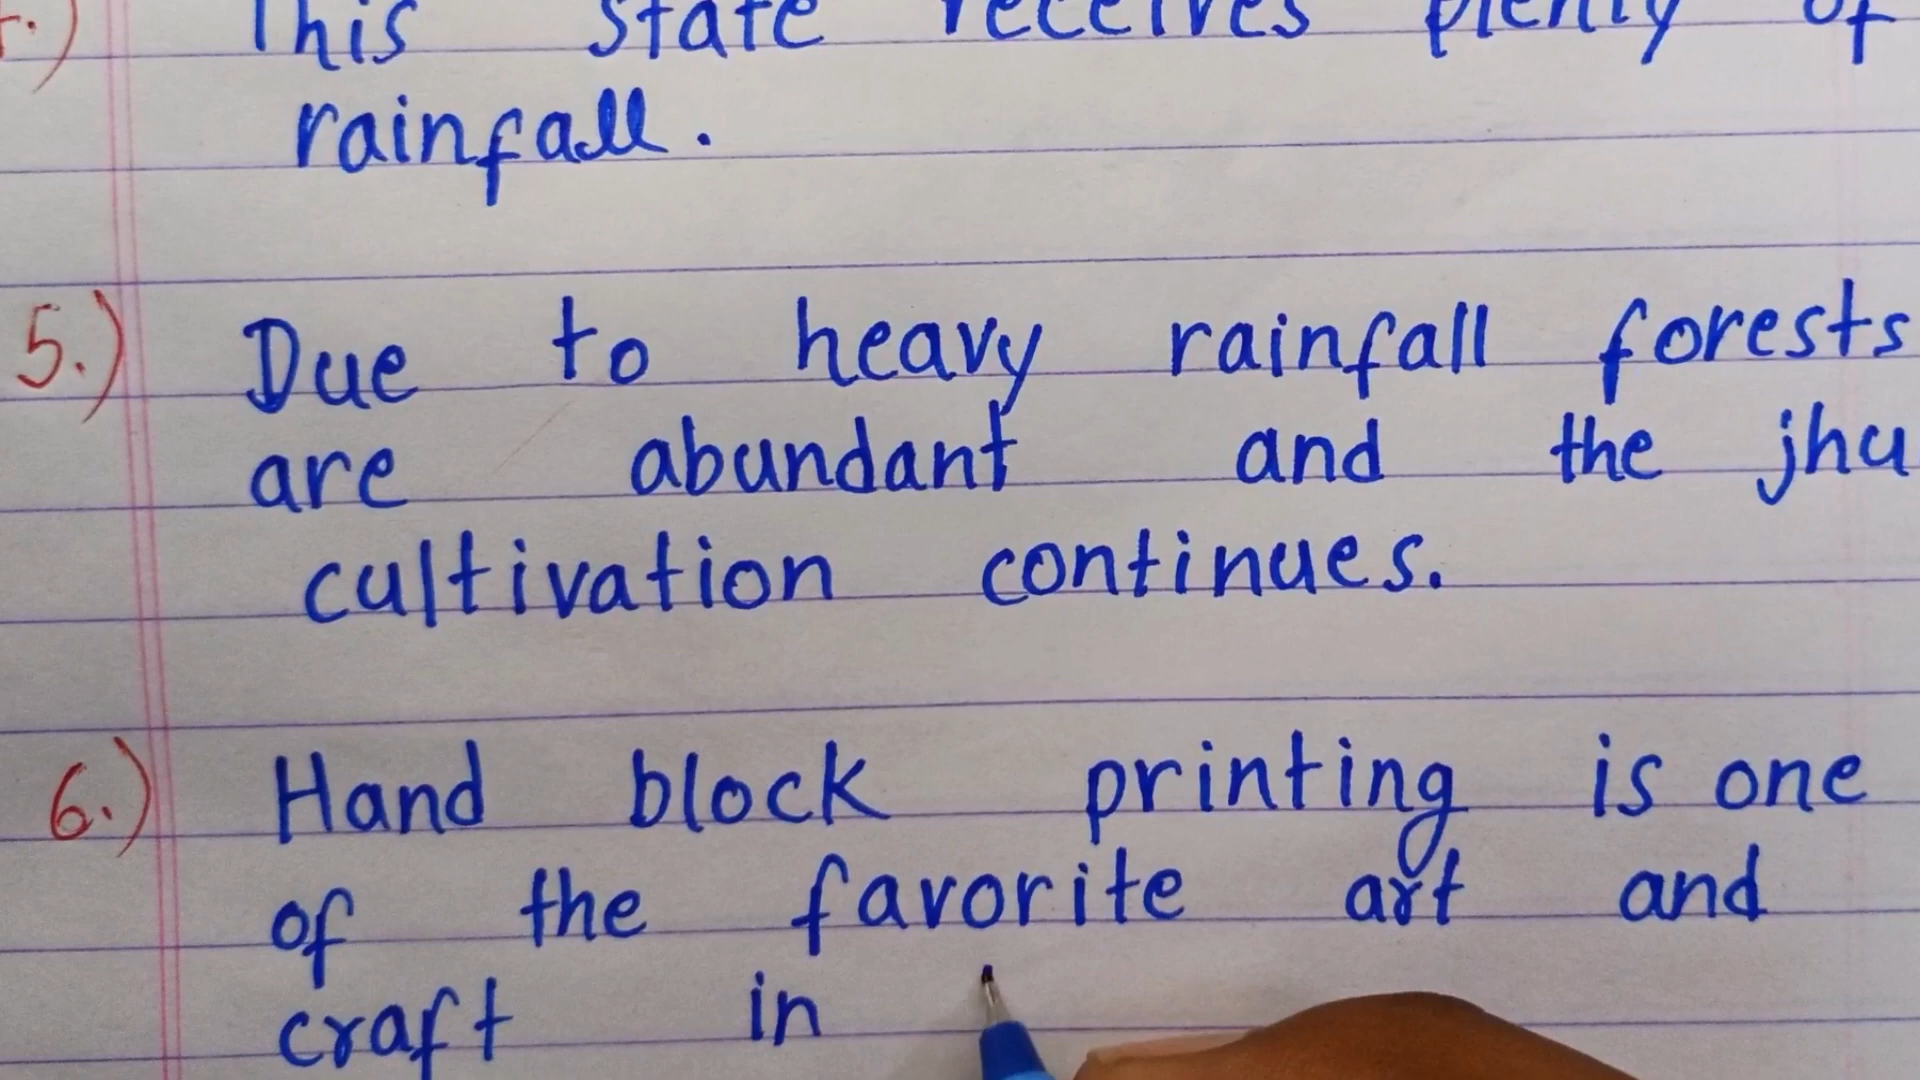 This state receives plenty of
rainfall.
5.) Due to heavy rainfall forests
are abundant and the jhu
cultivation continues.
6.) Hand block printing is one
of the favorite art and
craft in